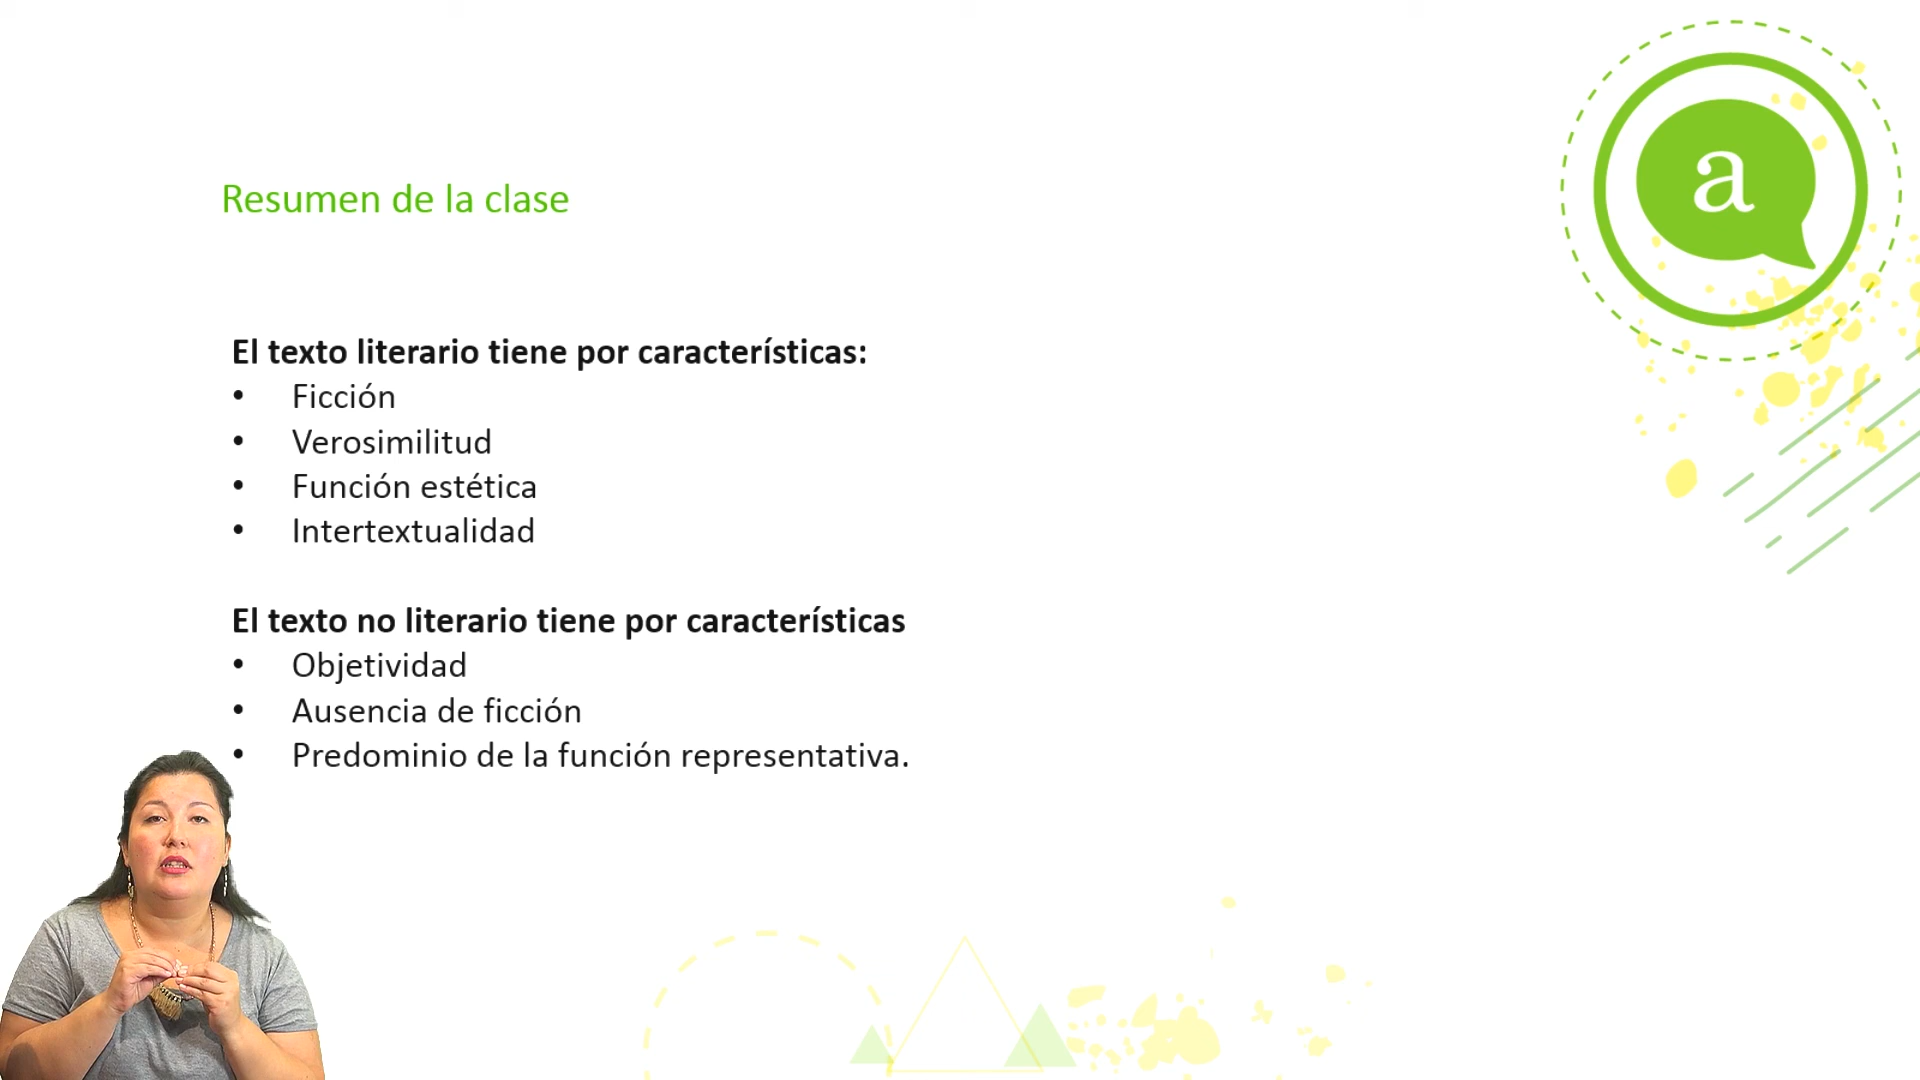 a
Resumen de la clase
El texto literario tiene por características:
• Ficción
• Verosimilitud
• Función estética
• Intertextualidad
El texto no literario tiene por características
• Objetividad
• Ausencia de ficción
• Predominio de la función representativa.